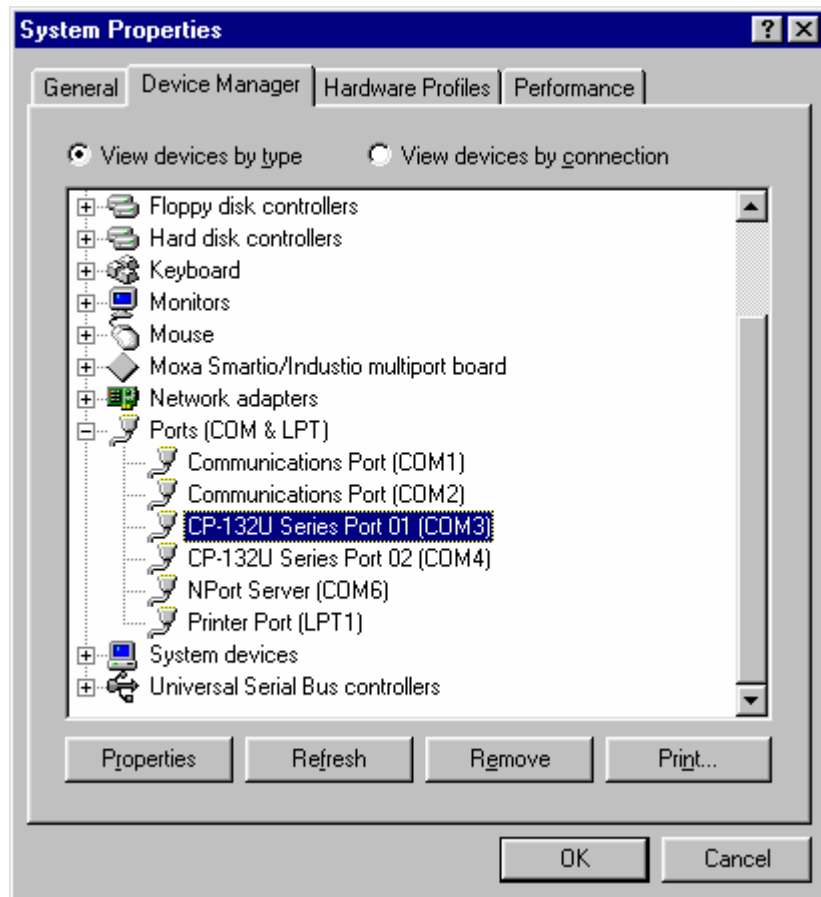 System Properties
General Device Manager Hardware Profiles Performance
View devices by type View devices by connection
Floppy disk controllers
Hard disk controllers
Keyboard
Monitors
Mouse
Moxa Smartio/Industio multiport board
Network adapters
Ports (COM & LPT)
Communications Port (COM1)
Communications Port (COM2)
CP-132U Series Port 01 (COM3)
CP-132U Series Port 02 (COM4)
NPort Server (COM6)
Printer Port (LPT1)
System devices
Universal Serial Bus controllers
Properties Refresh Remove Print...
OK Cancel